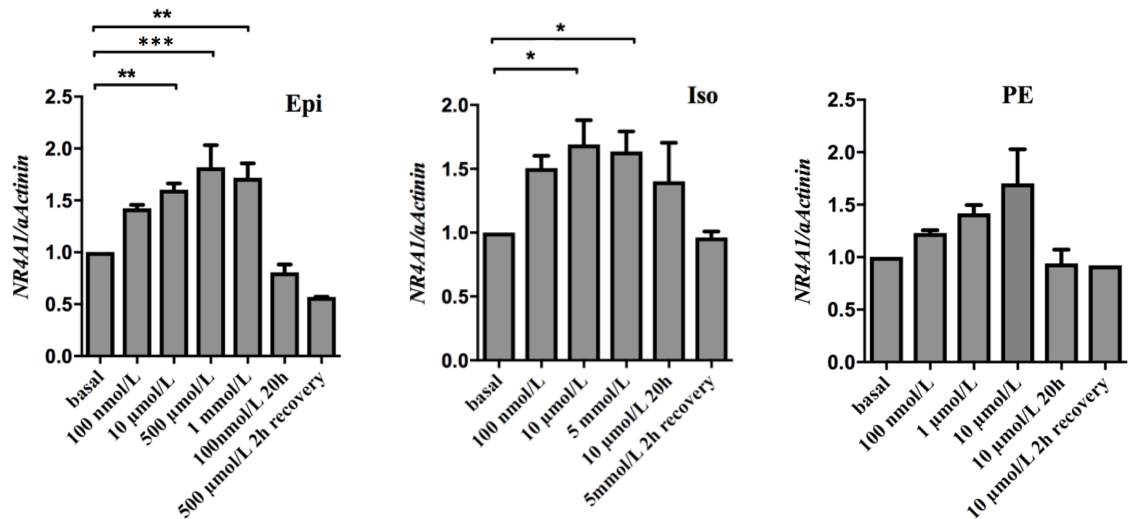 **
***
**
Epi
NR4A1/aActinin
2.5
2.0
1.5
1.0
0.5
0.0
basal
100 nmol/L
10 µmol/L
500 µmol/L
1 mmol/L
100nmol/L 20h
500 µmol/L 2h recovery
*
*
Iso
NR4A1/aActinin
2.0
1.5
1.0
0.5
0.0
basal
100 nmol/L
10 µmol/L
5 mmol/L
10 µmol/L 20h
5mmol/L 2h recovery
PE
NR4A1/aActinin
2.5
2.0
1.5
1.0
0.5
0.0
basal
100 nmol/L
1 µmol/L
10 µmol/L
10 µmol/L 20h
10 µmol/L 2h recovery